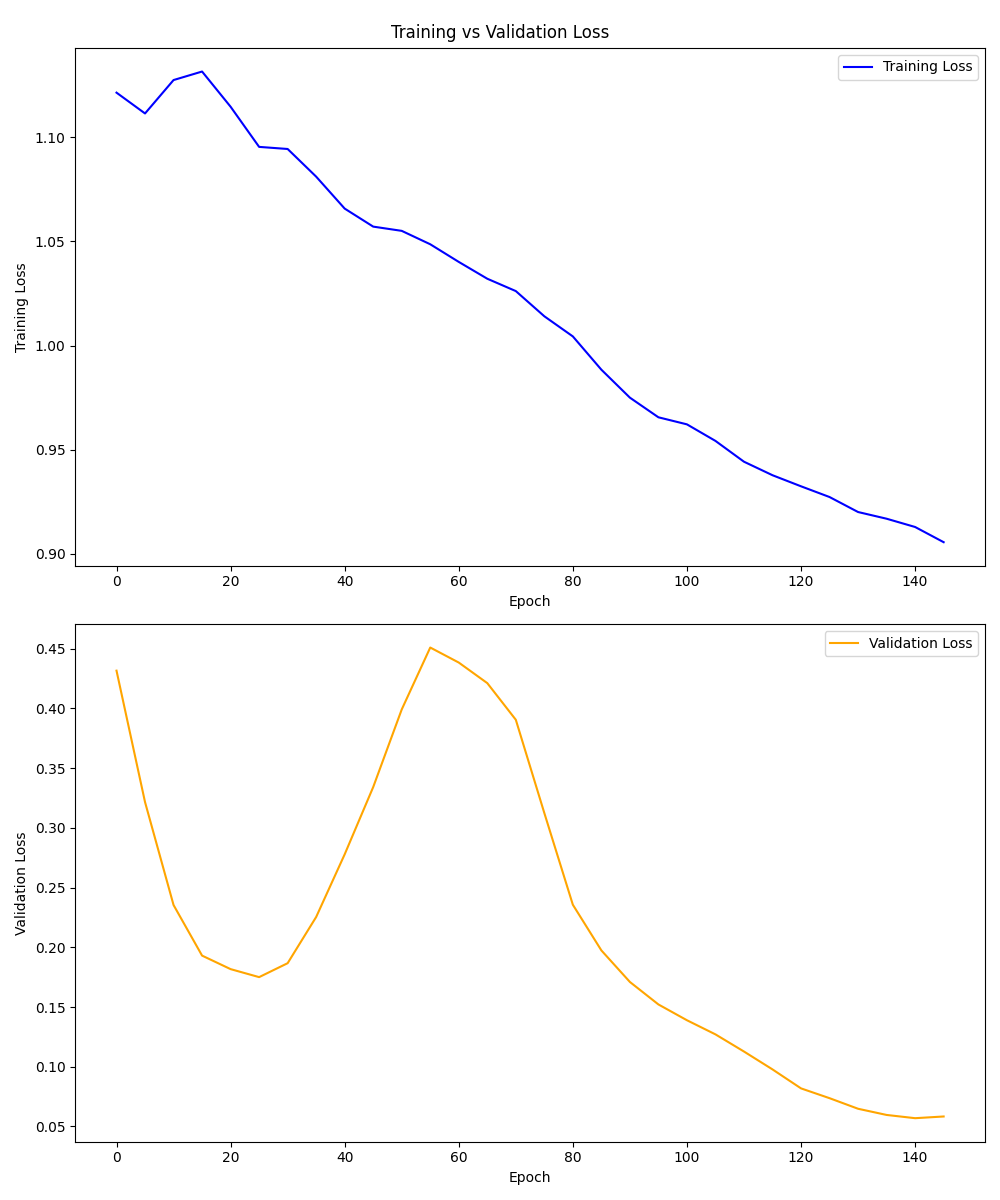 Training vs Validation Loss
Training Loss
1.10
1.05
1.00
0.95
0.90
Training Loss
0 20 40 60 80 100 120 140
Epoch
Validation Loss
0.45
0.40
0.35
0.30
0.25
0.20
0.15
0.10
0.05
Validation Loss
0 20 40 60 80 100 120 140
Epoch